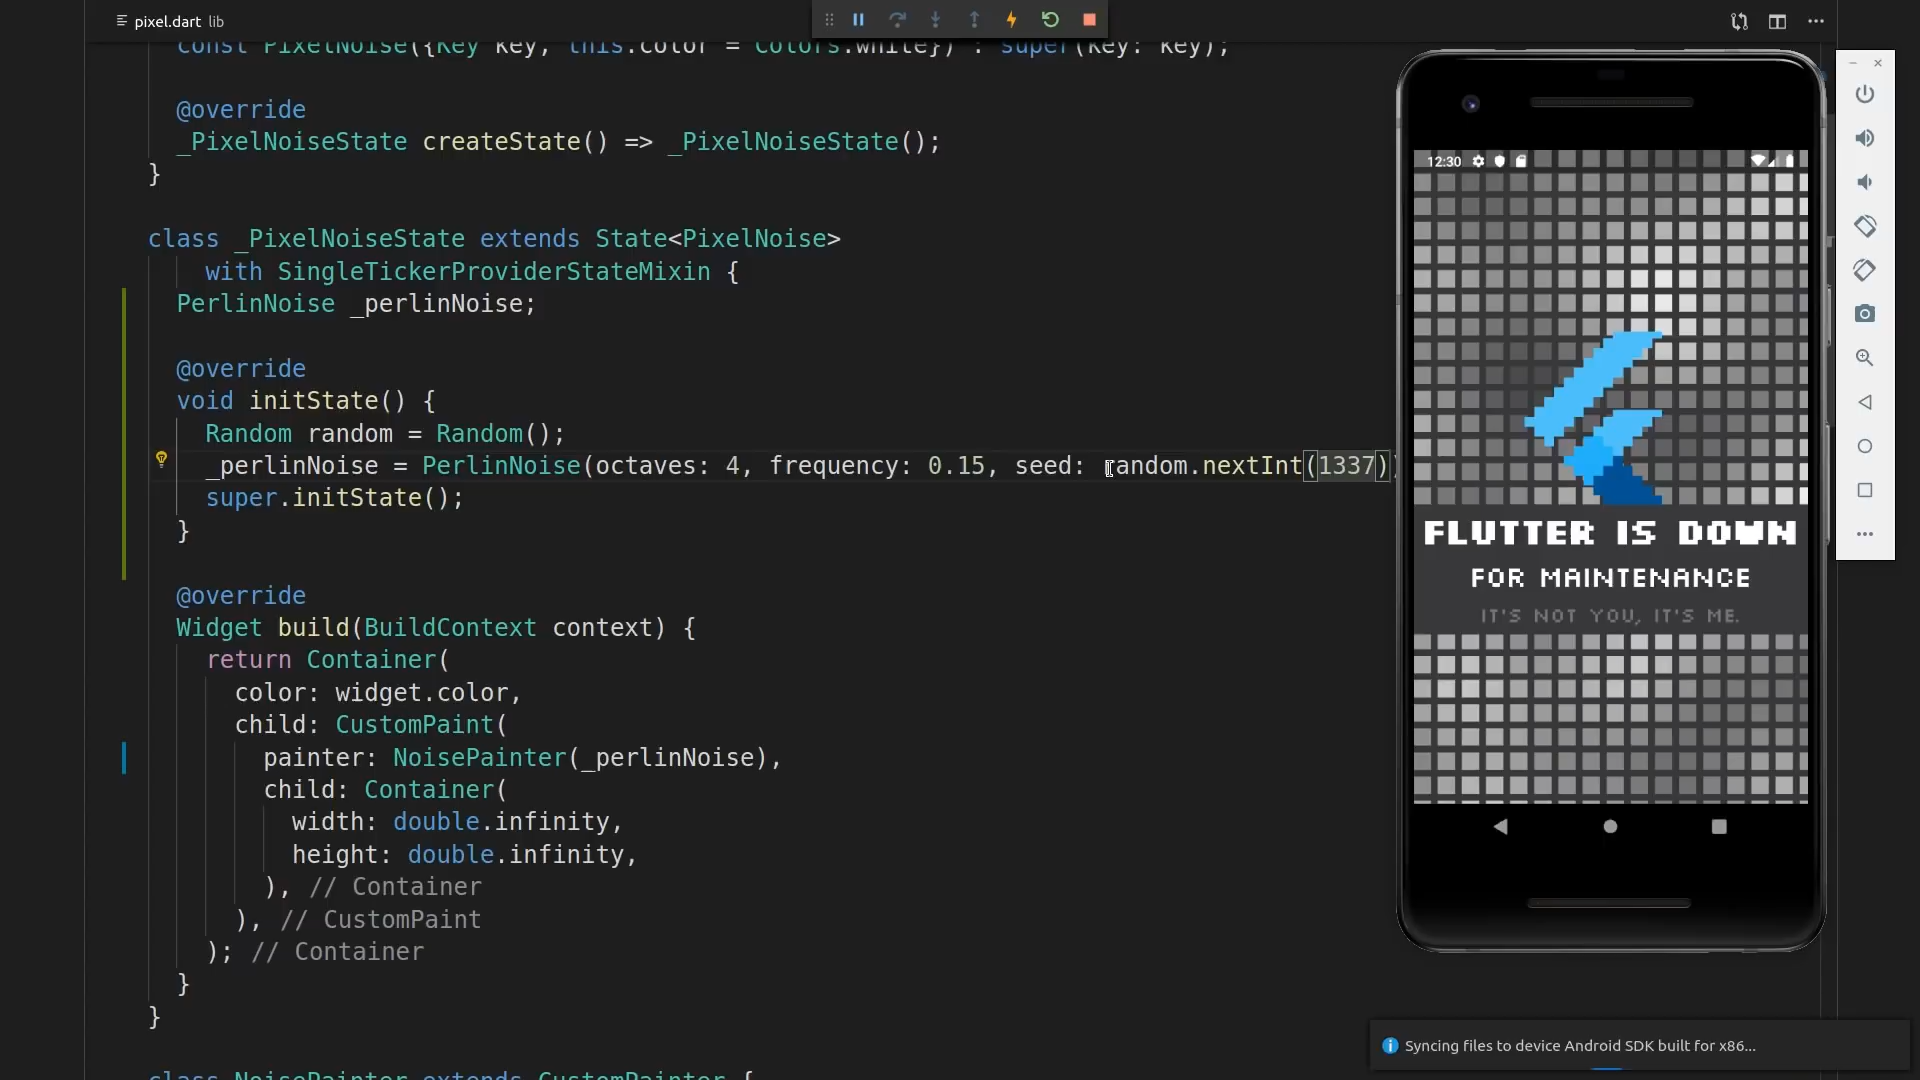 pixel.dart lib
const PixelNoise({Key key, this.color = Colors.white}) : super(key: key);
@override
_PixelNoiseState createState() => _PixelNoiseState();
}
class _PixelNoiseState extends State<PixelNoise>
with SingleTickerProviderStateMixin {
PerlinNoise _perlinNoise;
@override
void initState() {
Random random = Random();
_perlinNoise = PerlinNoise(octaves: 4, frequency: 0.15, seed: random.nextInt(1337))
super.initState();
}
@override
Widget build(BuildContext context) {
return Container(
color: widget.color,
child: CustomPaint(
painter: NoisePainter(_perlinNoise),
child: Container(
width: double.infinity,
height: double.infinity,
), // Container
), // CustomPaint
); // Container
}
}
class NoisePainter extends CustomPainter {
12:30
FLUTTER IS DOWN
FOR MAINTENANCE
IT'S NOT YOU, IT'S ME.
Syncing files to device Android SDK built for x86...